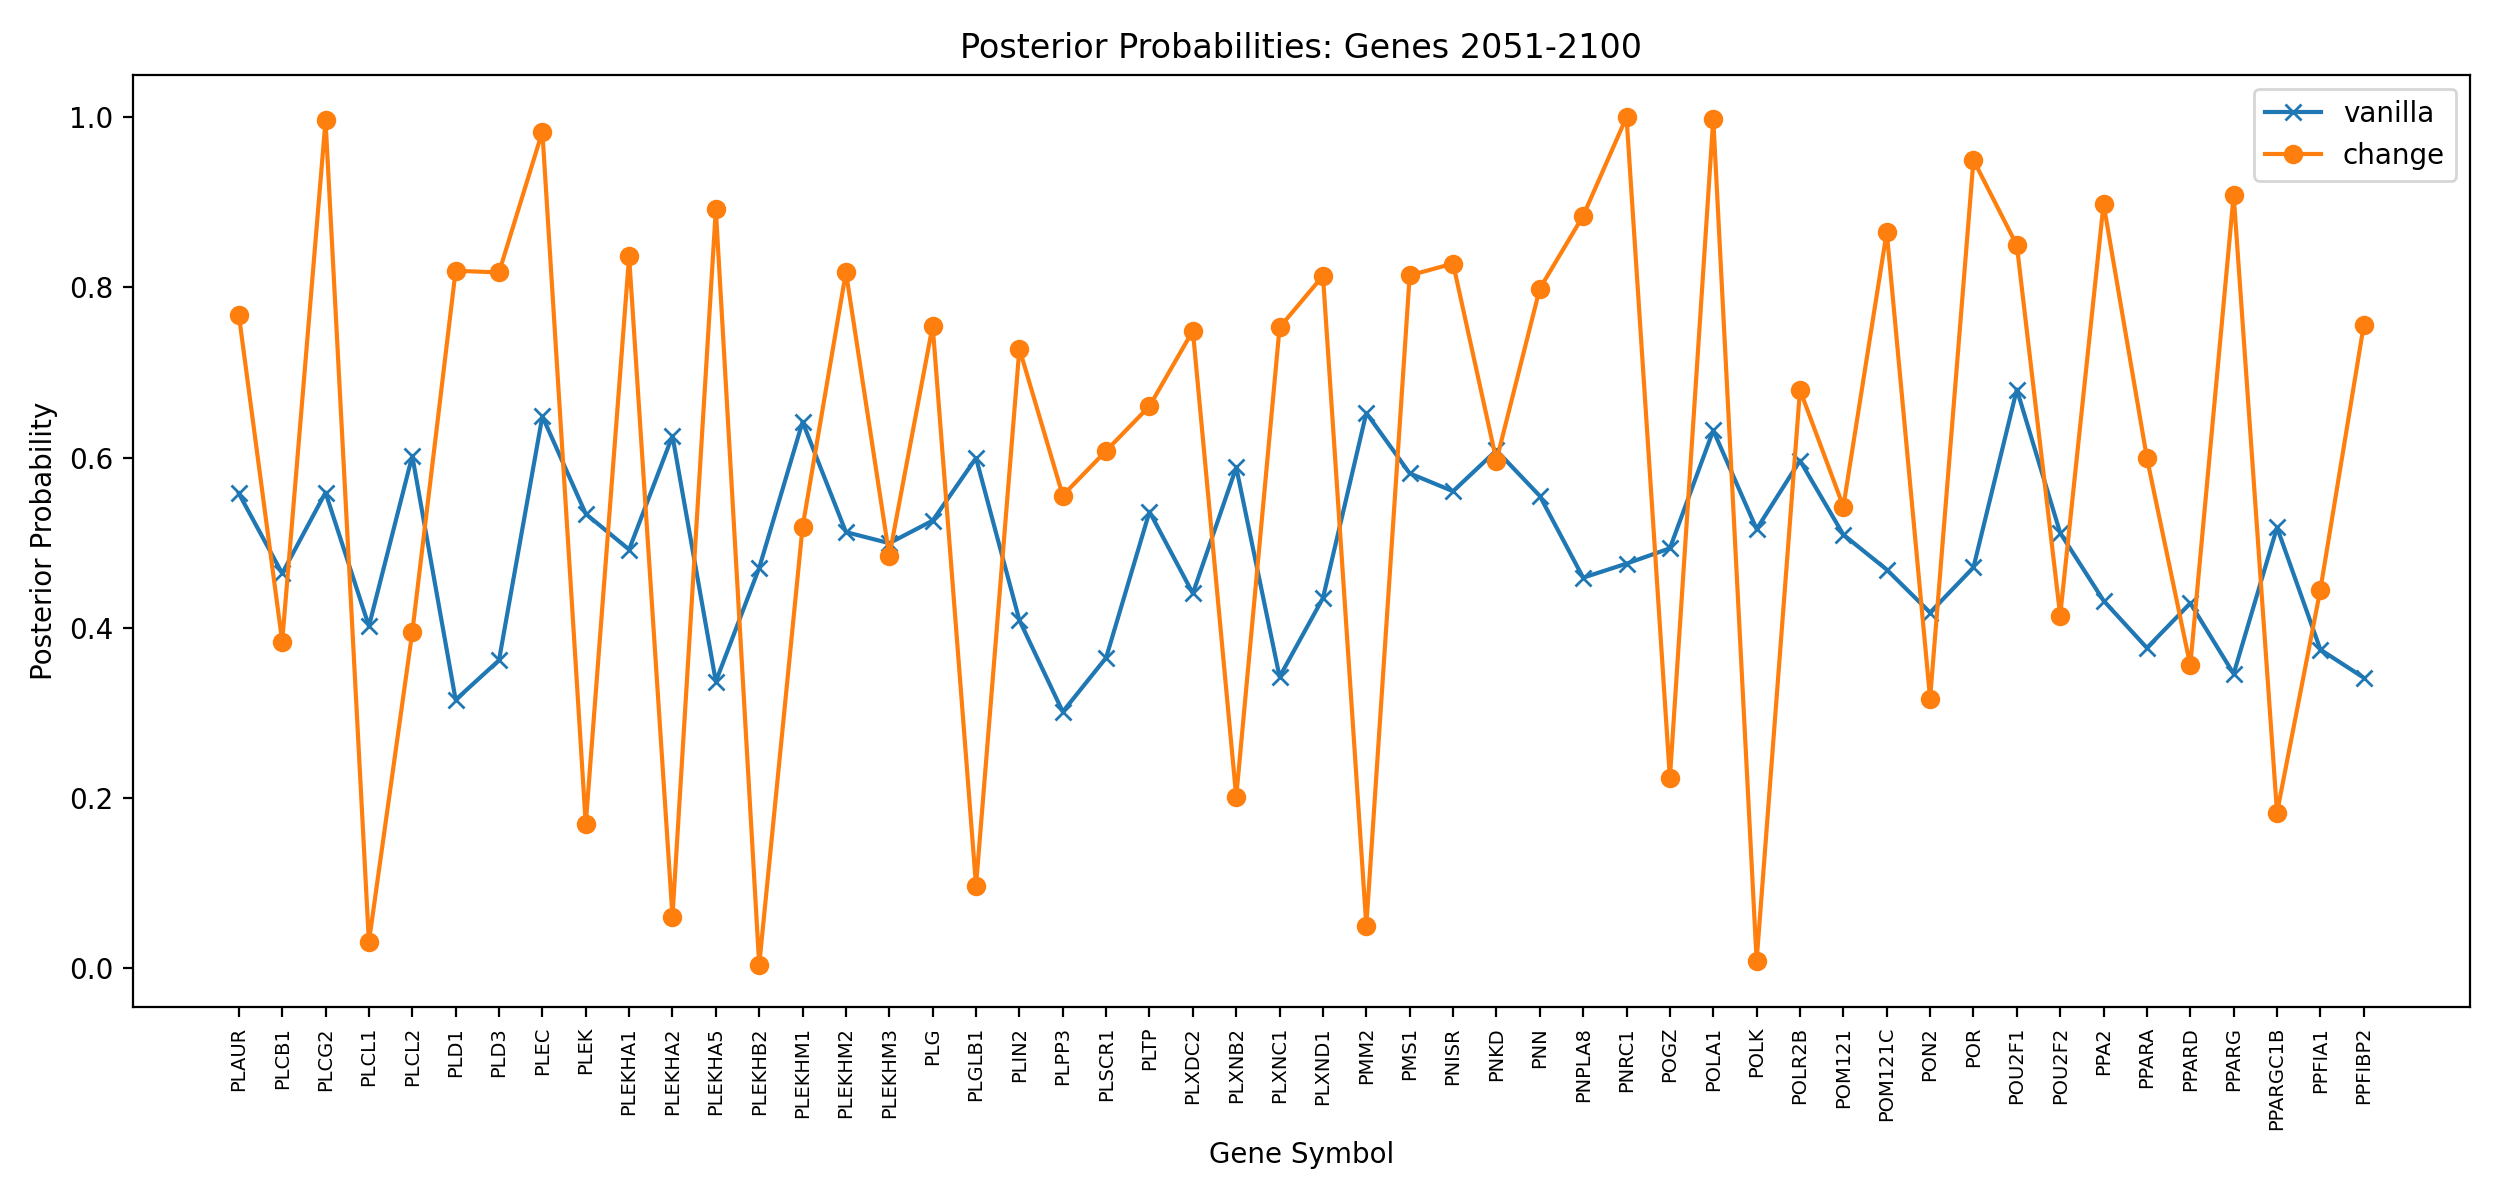 Posterior Probabilities: Genes 2051-2100
vanilla
change
Posterior Probability
1.0
0.8
0.6
0.4
0.2
0.0
PLAUR
PLCB1
PLCG2
PLCL1
PLCL2
PLD1
PLD3
PLEC
PLEK
PLEKHA1
PLEKHA2
PLEKHA5
PLEKHB2
PLEKHM1
PLEKHM2
PLEKHM3
PLG
PLGLB1
PLIN2
PLPP3
PLSCR1
PLTP
PLXDC2
PLXNB2
PLXNC1
PLXND1
PMM2
PMS1
PNISR
PNKD
PNN
PNPLA8
PNRC1
POGZ
POLA1
POLK
POLR2B
POM121
POM121C
PON2
POR
POU2F1
POU2F2
PPA2
PPARA
PPARD
PPARG
PPARGC1B
PPFIA1
PPFIBP2
Gene Symbol